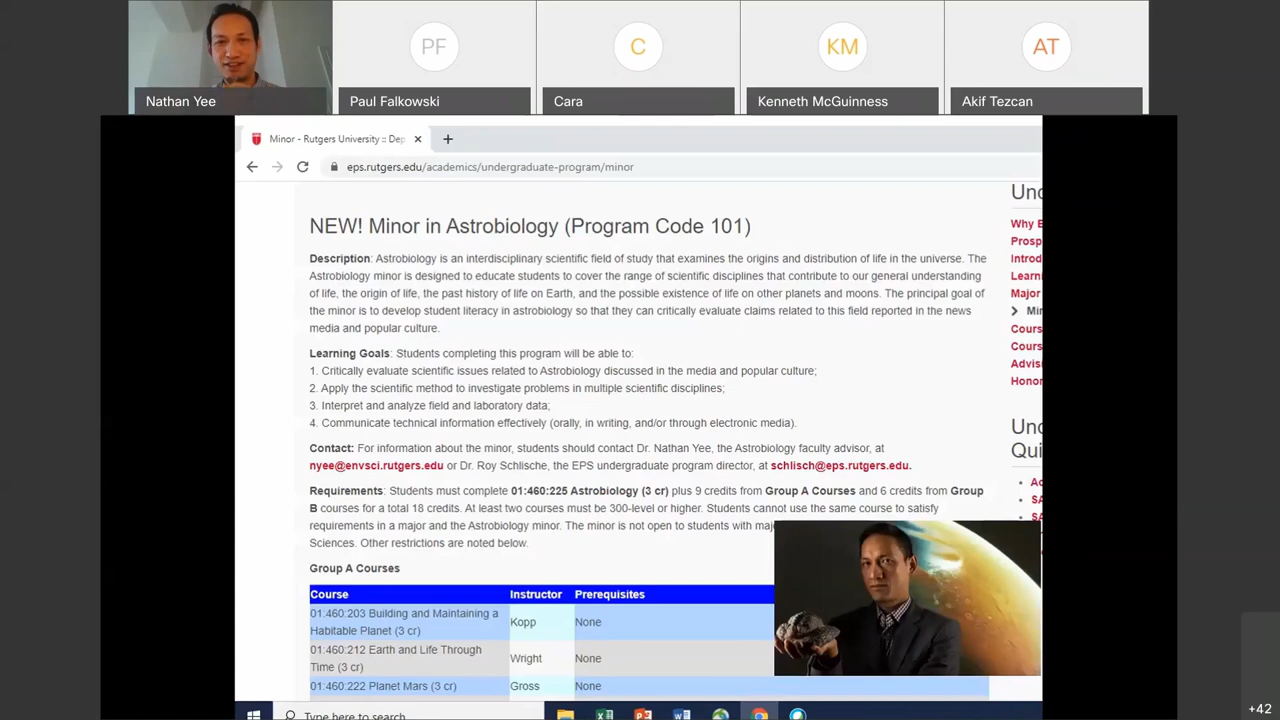 PF
C
KM
AT
Nathan Yee
Paul Falkowski
Cara
Kenneth McGuinness
Akif Tezcan
Minor - Rutgers University :: Dep
eps.rutgers.edu/academics/undergraduate-program/minor
NEW! Minor in Astrobiology (Program Code 101)
Description: Astrobiology is an interdisciplinary scientific field of study that examines the origins and distribution of life in the universe. The
Astrobiology minor is designed to educate students to cover the range of scientific disciplines that contribute to our general understanding
of life, the origin of life, the past history of life on Earth, and the possible existence of life on other planets and moons. The principal goal of
the minor is to develop student literacy in astrobiology so that they can critically evaluate claims related to this field reported in the news
media and popular culture.
Learning Goals: Students completing this program will be able to:
1. Critically evaluate scientific issues related to Astrobiology discussed in the media and popular culture;
2. Apply the scientific method to investigate problems in multiple scientific disciplines;
3. Interpret and analyze field and laboratory data;
4. Communicate technical information effectively (orally, in writing, and/or through electronic media).
Contact: For information about the minor, students should contact Dr. Nathan Yee, the Astrobiology faculty advisor, at
nyee@envsci.rutgers.edu or Dr. Roy Schlische, the EPS undergraduate program director, at schlisch@eps.rutgers.edu.
Requirements: Students must complete 01:460:225 Astrobiology (3 cr) plus 9 credits from Group A Courses and 6 credits from Group
B courses for a total 18 credits. At least two courses must be 300-level or higher. Students cannot use the same course to satisfy
requirements in a major and the Astrobiology minor. The minor is not open to students with maj
Sciences. Other restrictions are noted below.
Group A Courses
Course Instructor Prerequisites
01:460:203 Building and Maintaining a
Habitable Planet (3 cr) Kopp None
01:460:212 Earth and Life Through
Time (3 cr) Wright None
01:460:222 Planet Mars (3 cr) Gross None
Un
Why E
Prosp
Introd
Learni
Major
Min
Cours
Cours
Advisi
Honor
Un
Qui
Ac
SA
SA
Type here to search
+42